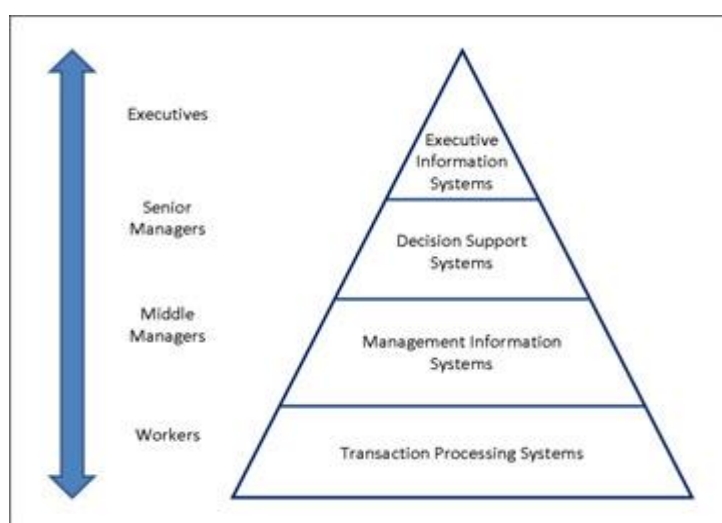 Executives
Executive
Information
Systems
Senior
Managers
Decision Support
Systems
Middle
Managers
Management Information
Systems
Workers
Transaction Processing Systems